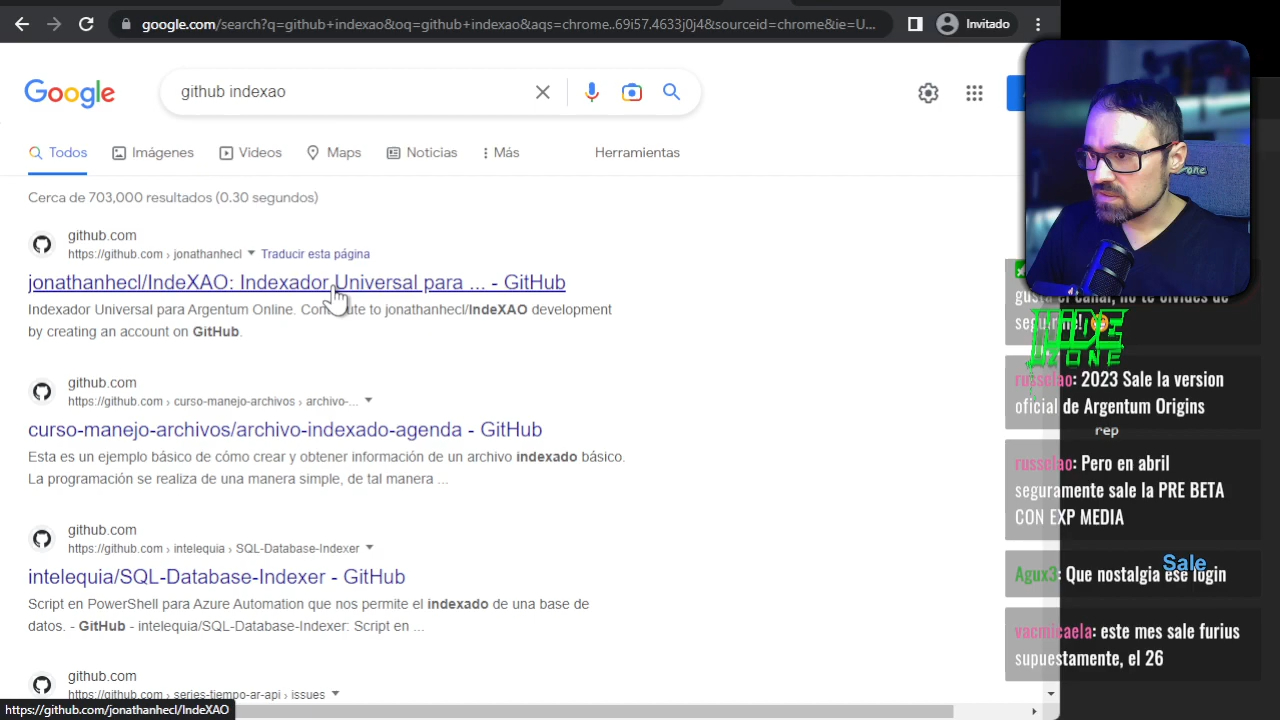 google.com/search?q=github+indexao&oq=github+indexao&aqs=chrome..69i57.4633j0j4&sourceid=chrome&ie=U...
Invitado
Google
github indexao
Todos
Imágenes
Videos
Maps
Noticias
Más
Herramientas
Cerca de 703,000 resultados (0.30 segundos)
github.com
https://github.com › jonathanhecl
Traducir esta página
jonathanhecl/IndeXAO: Indexador Universal para ... - GitHub
Indexador Universal para Argentum Online. Contribute to jonathanhecl/IndeXAO development
by creating an account on GitHub.
github.com
https://github.com › curso-manejo-archivos › archivo-...
curso-manejo-archivos/archivo-indexado-agenda - GitHub
Esta es un ejemplo básico de cómo crear y obtener información de un archivo indexado básico.
La programación se realiza de una manera simple, de tal manera ...
github.com
https://github.com › intelequia › SQL-Database-Indexer
intelequia/SQL-Database-Indexer - GitHub
Script en PowerShell para Azure Automation que nos permite el indexado de una base de
datos. - GitHub - intelequia/SQL-Database-Indexer: Script en ...
github.com
https://github.com › series-tiempo-ar-api › issues
https://github.com/jonathanhecl/IndeXAO
gusta el canal, no te olvides de
russelao: 2023 Sale la version
oficial de Argentum Origins
rep
russelao: Pero en abril
seguramente sale la PRE BETA
CON EXP MEDIA
Sale
Agux3: Que nostalgia ese login
vacmicaela: este mes sale furius
supuestamente, el 26